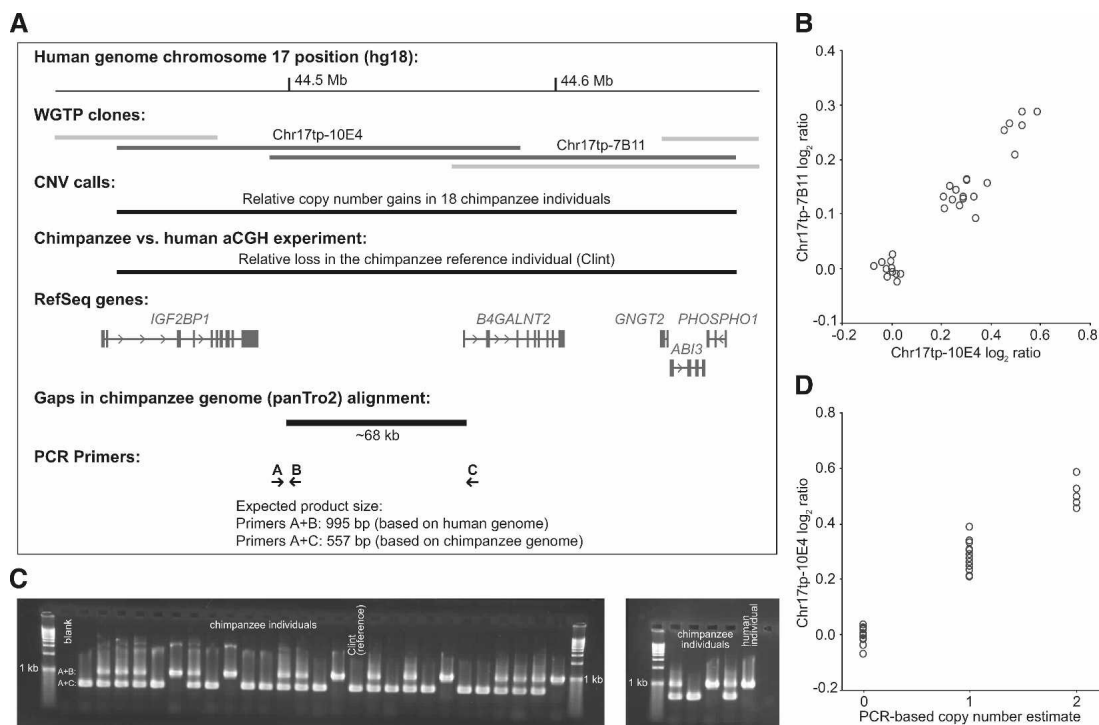 A
Human genome chromosome 17 position (hg18):
44.5 Mb
44.6 Mb
WGTP clones:
Chr17tp-10E4
Chr17tp-7B11
CNV calls:
Relative copy number gains in 18 chimpanzee individuals
Chimpanzee vs. human aCGH experiment:
Relative loss in the chimpanzee reference individual (Clint)
RefSeq genes:
IGF2BP1
B4GALNT2
GNGT2
PHOSPHO1
ABI3
Gaps in chimpanzee genome (panTro2) alignment:
~68 kb
PCR Primers:
A
B
C
Expected product size:
Primers A+B: 995 bp (based on human genome)
Primers A+C: 557 bp (based on chimpanzee genome)
B
Chr17tp-7B11 log2 ratio
0.4
0.3
0.2
0.1
0.0
-0.1
0.0
0.2
0.4
0.6
0.8
Chr17tp-10E4 log2 ratio
C
blank
chimpanzee individuals
Clint
(reference)
1 kb
A+B:
A+C:
1 kb
chimpanzee
individuals
human
individual
1 kb
D
Chr17tp-10E4 log2 ratio
0.8
0.6
0.4
0.2
0.0
-0.2
0
1
2
PCR-based copy number estimate